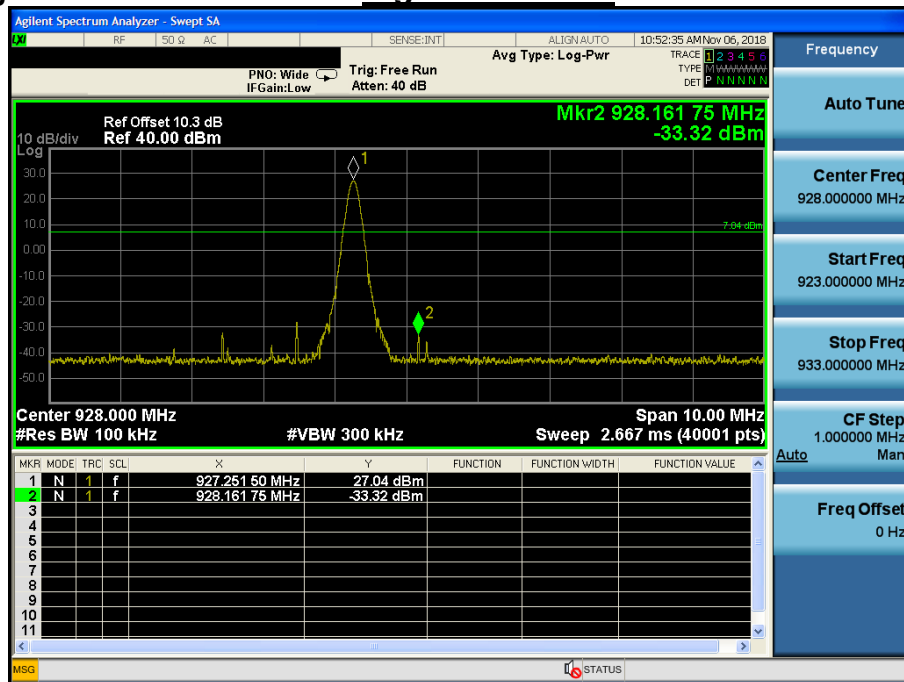 Agilent Spectrum Analyzer - Swept SA
LXI RF 50 Ω AC SENSE:INT ALIGN AUTO 10:52:35 AM Nov 06, 2018
Avg Type: Log-Pwr
TRACE 1 2 3 4 5 6
TYPE M WWWWW
DET P N N N N N
PNO: Wide
IFGain:Low
Trig: Free Run
Atten: 40 dB
Mkr2 928.161 75 MHz
-33.32 dBm
Ref Offset 10.3 dB
Ref 40.00 dBm
10 dB/div
Log
30.0
20.0
10.0
0.00
-10.0
-20.0
-30.0
-40.0
-50.0
1
7.04 dBm
2
Center 928.000 MHz
Span 10.00 MHz
#Res BW 100 kHz
#VBW 300 kHz
Sweep 2.667 ms (40001 pts)
MKR MODE TRC SCL X Y FUNCTION FUNCTION WIDTH FUNCTION VALUE
1 N 1 f 927.251 50 MHz 27.04 dBm
2 N 1 f 928.161 75 MHz -33.32 dBm
3
4
5
6
7
8
9
10
11
MSG
STATUS
Frequency
Auto Tune
Center Freq
928.000000 MHz
Start Freq
923.000000 MHz
Stop Freq
933.000000 MHz
CF Step
1.000000 MHz
Auto Man
Freq Offset
0 Hz